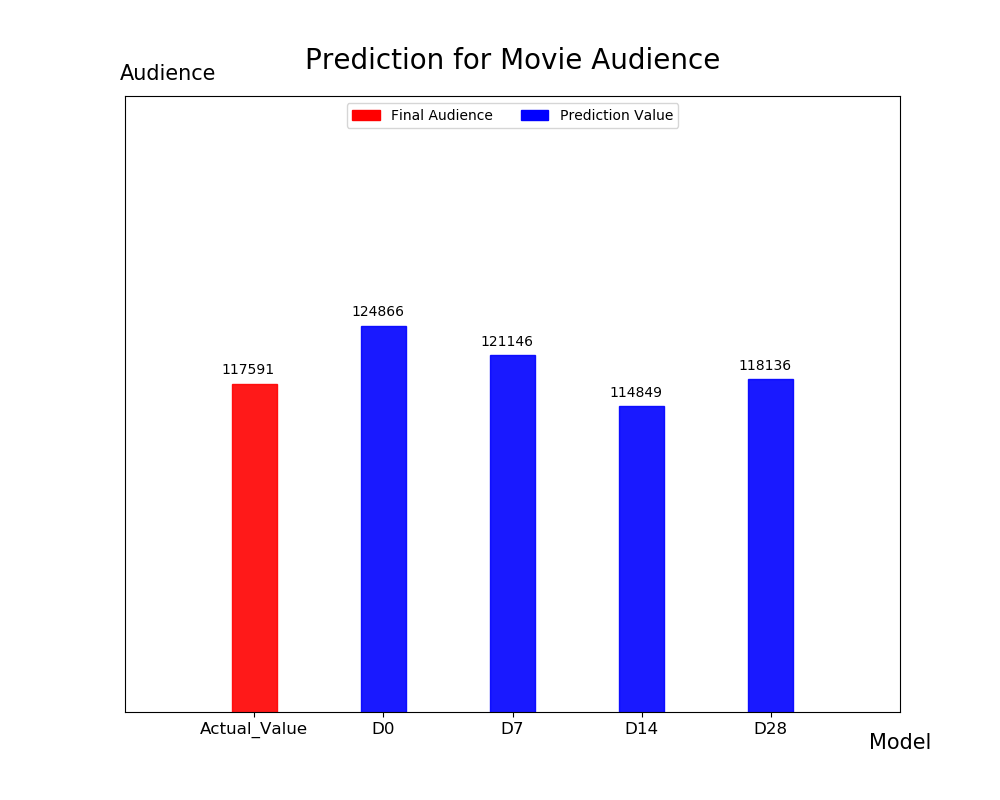 Prediction for Movie Audience
Audience
Final Audience
Prediction Value
124866
121146
118136
117591
114849
Actual_Value
D0
D7
D14
D28
Model